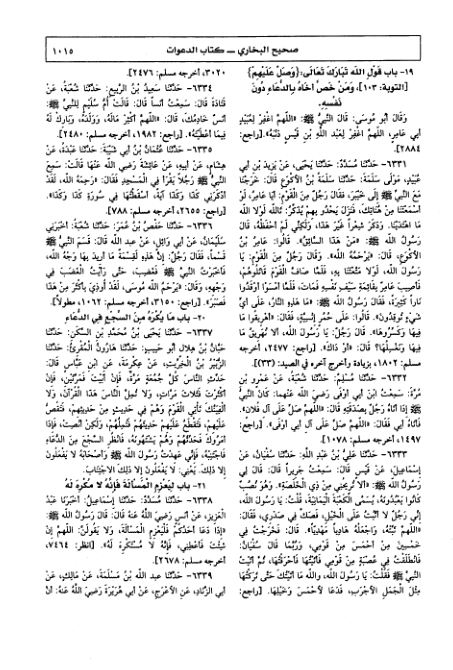 صحيح البخاري — كتاب الدعوات
١٠١٥
١٩- باب قَوْلِ اللهِ تَبَارَكَ تَعَالَى: {وَصَلِّ عَلَيْهِمْ}
[التوبة: ١٠٣]، وَمَنْ خَصَّ أَخَاهُ بِالدُّعَاءِ دُونَ
نَفْسِهِ.
وَقَالَ أَبُو مُوسَى: قَالَ النَّبِيُّ ﷺ: «اللَّهُمَّ اغْفِرْ لِعُبَيْدٍ
أَبِي عَامِرٍ، اللَّهُمَّ اغْفِرْ لِعَبْدِ اللهِ بْنِ قَيْسٍ ذَنْبَهُ». [راجع:
٢٨٨٤]
٦٣٣١- حَدَّثَنَا مُسَدَّدٌ: حَدَّثَنَا يَحْيَى، عَنْ يَزِيدَ بْنِ أَبِي
عُبَيْدٍ، مَوْلَى سَلَمَةَ: حَدَّثَنَا سَلَمَةُ بْنُ الأَكْوَعِ قَالَ: خَرَجْنَا
مَعَ النَّبِيِّ ﷺ إِلَى خَيْبَرَ، فَقَالَ رَجُلٌ مِنَ الْقَوْمِ: أَيَا عَامِرُ، لَوْ
أَسْمَعْتَنَا مِنْ هُنَاتِكَ، فَنَزَلَ يَحْدُو بِهِمْ يُذَكِّرُ: تَاللهِ لَوْلَا اللهُ
مَا اهْتَدَيْنَا. وَذَكَرَ شِعْرًا غَيْرَ هَذَا، وَلَكِنِّي لَمْ أَحْفَظْهُ، قَالَ
رَسُولُ اللهِ ﷺ: «مَنْ هَذَا السَّائِقُ». قَالُوا: عَامِرُ بْنُ
الأَكْوَعِ، قَالَ: «يَرْحَمُهُ اللهُ». وَقَالَ رَجُلٌ مِنَ الْقَوْمِ: يَا
رَسُولَ اللهِ، لَوْلَا مَتَّعْتَنَا بِهِ، فَلَمَّا صَافَّ الْقَوْمَ قَاتَلُوهُمْ،
فَأُصِيبَ عَامِرٌ بِقَائِمَةِ سَيْفِ نَفْسِهِ فَمَاتَ، فَلَمَّا أَمْسَوْا أَوْقَدُوا
نَارًا كَثِيرَةً، فَقَالَ رَسُولُ اللهِ ﷺ: «مَا هَذِهِ النَّارُ، عَلَى أَيِّ
شَيْءٍ تُوقِدُونَ». قَالُوا: عَلَى حُمُرٍ إِنْسِيَّةٍ، فَقَالَ: «أَهْرِيقُوا مَا
فِيهَا وَكَسِّرُوهَا». قَالَ رَجُلٌ: يَا رَسُولَ اللهِ، أَلَا نُهْرِيقُ مَا
فِيهَا وَنَغْسِلُهَا؟ قَالَ: «أَوْ ذَاكَ». [راجع: ٢٤٧٧، أخرجه
مسلم: ١٨٠٢، بزيادة وأخرج آخره في الصيد: (٣٣)].
٦٣٣٢- حَدَّثَنَا مُسْلِمٌ: حَدَّثَنَا شُعْبَةُ، عَنْ عَمْرِو بْنِ
مُرَّةَ: سَمِعْتُ ابْنَ أَبِي أَوْفَى رَضِيَ اللهُ عَنْهُمَا: كَانَ النَّبِيُّ
ﷺ إِذَا أَتَاهُ رَجُلٌ بِصَدَقَتِهِ قَالَ: «اللَّهُمَّ صَلِّ عَلَى آلِ فُلَانٍ».
فَأَتَاهُ أَبِي فَقَالَ: «اللَّهُمَّ صَلِّ عَلَى آلِ أَبِي أَوْفَى». [راجع:
١٤٩٧، أخرجه مسلم: ١٠٧٨].
٦٣٣٣- حَدَّثَنَا عَلِيُّ بْنُ عَبْدِ اللهِ: حَدَّثَنَا سُفْيَانُ، عَنْ
إِسْمَاعِيلَ، عَنْ قَيْسٍ قَالَ: سَمِعْتُ جَرِيرًا قَالَ: قَالَ لِي
رَسُولُ اللهِ ﷺ: «أَلَا تُرِيحُنِي مِنْ ذِي الْخَلَصَةِ». وَهُوَ نُصُبٌ
كَانُوا يَعْبُدُونَهُ، يُسَمَّى الْكَعْبَةَ الْيَمَانِيَةَ، قُلْتُ: يَا رَسُولَ اللهِ،
إِنِّي رَجُلٌ لَا أَثْبُتُ عَلَى الْخَيْلِ، فَصَكَّ فِي صَدْرِي، فَقَالَ:
«اللَّهُمَّ ثَبِّتْهُ، وَاجْعَلْهُ هَادِيًا مَهْدِيًّا». قَالَ: فَخَرَجْتُ فِي
خَمْسِينَ مِنْ أَحْمَسَ مِنْ قَوْمِي، وَرُبَّمَا قَالَ سُفْيَانُ:
فَانْطَلَقْتُ فِي عُصْبَةٍ مِنْ قَوْمِي فَأَتَيْتُهَا فَأَحْرَقْتُهَا، ثُمَّ أَتَيْتُ
النَّبِيَّ ﷺ فَقُلْتُ: يَا رَسُولَ اللهِ، وَاللهِ مَا أَتَيْتُكَ حَتَّى تَرَكْتُهَا
مِثْلَ الْجَمَلِ الأَجْرَبِ، فَدَعَا لأَحْمَسَ وَخَيْلِهَا. [راجع:
٣٠٢٠، أخرجه مسلم: ٢٤٧٦].
٦٣٣٤- حَدَّثَنَا سَعِيدُ بْنُ الرَّبِيعِ: حَدَّثَنَا شُعْبَةُ، عَنْ
قَتَادَةَ قَالَ: سَمِعْتُ أَنَسًا قَالَ: قَالَتْ أُمُّ سُلَيْمٍ لِلنَّبِيِّ ﷺ:
أَنَسٌ خَادِمُكَ، قَالَ: «اللَّهُمَّ أَكْثِرْ مَالَهُ، وَوَلَدَهُ، وَبَارِكْ لَهُ
فِيمَا أَعْطَيْتَهُ». [راجع: ١٩٨٢، أخرجه مسلم: ٢٤٨٠].
٦٣٣٥- حَدَّثَنَا عُثْمَانُ بْنُ أَبِي شَيْبَةَ: حَدَّثَنَا عَبْدَةُ، عَنْ
هِشَامٍ، عَنْ أَبِيهِ، عَنْ عَائِشَةَ رَضِيَ اللهُ عَنْهَا قَالَتْ: سَمِعَ
النَّبِيُّ ﷺ رَجُلًا يَقْرَأُ فِي الْمَسْجِدِ فَقَالَ: «رَحِمَهُ اللهُ، لَقَدْ
أَذْكَرَنِي كَذَا وَكَذَا آيَةً، أَسْقَطْتُهَا فِي سُورَةِ كَذَا وَكَذَا».
[راجع: ٢٦٥٥، أخرجه مسلم: ٧٨٨].
٦٣٣٦- حَدَّثَنَا حَفْصُ بْنُ عُمَرَ: حَدَّثَنَا شُعْبَةُ: أَخْبَرَنِي
سُلَيْمَانُ، عَنْ أَبِي وَائِلٍ، عَنْ عَبْدِ اللهِ قَالَ: قَسَمَ النَّبِيُّ ﷺ
قَسْمًا، فَقَالَ رَجُلٌ: إِنَّ هَذِهِ لَقِسْمَةٌ مَا أُرِيدَ بِهَا وَجْهُ اللهِ،
فَأَخْبَرْتُ النَّبِيَّ ﷺ فَغَضِبَ، حَتَّى رَأَيْتُ الْغَضَبَ فِي
وَجْهِهِ، وَقَالَ: «يَرْحَمُ اللهُ مُوسَى، لَقَدْ أُوذِيَ بِأَكْثَرَ مِنْ هَذَا
فَصَبَرَ». [راجع: ٣١٥٠، أخرجه مسلم: ١٠٦٢، مطولاً].
٢٠- باب مَا يُكْرَهُ مِنَ السَّجْعِ فِي الدُّعَاءِ
٦٣٣٧- حَدَّثَنَا يَحْيَى بْنُ مُحَمَّدِ بْنِ السَّكَنِ: حَدَّثَنَا
حَبَّانُ بْنُ هِلَالٍ أَبُو حَبِيبٍ: حَدَّثَنَا هَارُونُ الْمُقْرِئُ: حَدَّثَنَا
الزُّبَيْرُ بْنُ الْخِرِّيتِ، عَنْ عِكْرِمَةَ، عَنِ ابْنِ عَبَّاسٍ قَالَ:
حَدِّثِ النَّاسَ كُلَّ جُمُعَةٍ مَرَّةً، فَإِنْ أَبَيْتَ فَمَرَّتَيْنِ، فَإِنْ
أَكْثَرْتَ فَثَلَاثَ مِرَاتٍ، وَلَا تُمِلَّ النَّاسَ هَذَا الْقُرْآنَ، وَلَا
أُلْفِيَنَّكَ تَأْتِي الْقَوْمَ وَهُمْ فِي حَدِيثٍ مِنْ حَدِيثِهِمْ، فَتَقُصُّ
عَلَيْهِمْ، فَتَقْطَعُ عَلَيْهِمْ حَدِيثَهُمْ فَتُمِلُّهُمْ، وَلَكِنْ أَنْصِتْ، فَإِذَا
أَمَرُوكَ فَحَدِّثْهُمْ وَهُمْ يَشْتَهُونَهُ، فَانْظُرِ السَّجْعَ مِنَ الدُّعَاءِ
فَاجْتَنِبْهُ، فَإِنِّي عَهِدْتُ رَسُولَ اللهِ ﷺ وَأَصْحَابَهُ لَا يَفْعَلُونَ
إِلَّا ذَلِكَ. يَعْنِي: لَا يَفْعَلُونَ إِلَّا ذَلِكَ الِاجْتِنَابَ.
٢١- باب لِيَعْزِمِ الْمَسْأَلَةَ فَإِنَّهُ لَا مُكْرِهَ لَهُ
٦٣٣٨- حَدَّثَنَا مُسَدَّدٌ: حَدَّثَنَا إِسْمَاعِيلُ: أَخْبَرَنَا عَبْدُ
الْعَزِيزِ، عَنْ أَنَسٍ رَضِيَ اللهُ عَنْهُ قَالَ: قَالَ رَسُولُ اللهِ ﷺ:
«إِذَا دَعَا أَحَدُكُمْ فَلْيَعْزِمِ الْمَسْأَلَةَ، وَلَا يَقُولَنَّ: اللَّهُمَّ إِنْ
شِئْتَ فَأَعْطِنِي، فَإِنَّهُ لَا مُسْتَكْرِهَ لَهُ». [انظر: ٧٤٦٤،
أخرجه مسلم: ٢٦٧٨].
٦٣٣٩- حَدَّثَنَا عَبْدُ اللهِ بْنُ مَسْلَمَةَ، عَنْ مَالِكٍ، عَنْ
أَبِي الزِّنَادِ، عَنِ الأَعْرَجِ، عَنْ أَبِي هُرَيْرَةَ رَضِيَ اللهُ عَنْهُ: أَنَّ